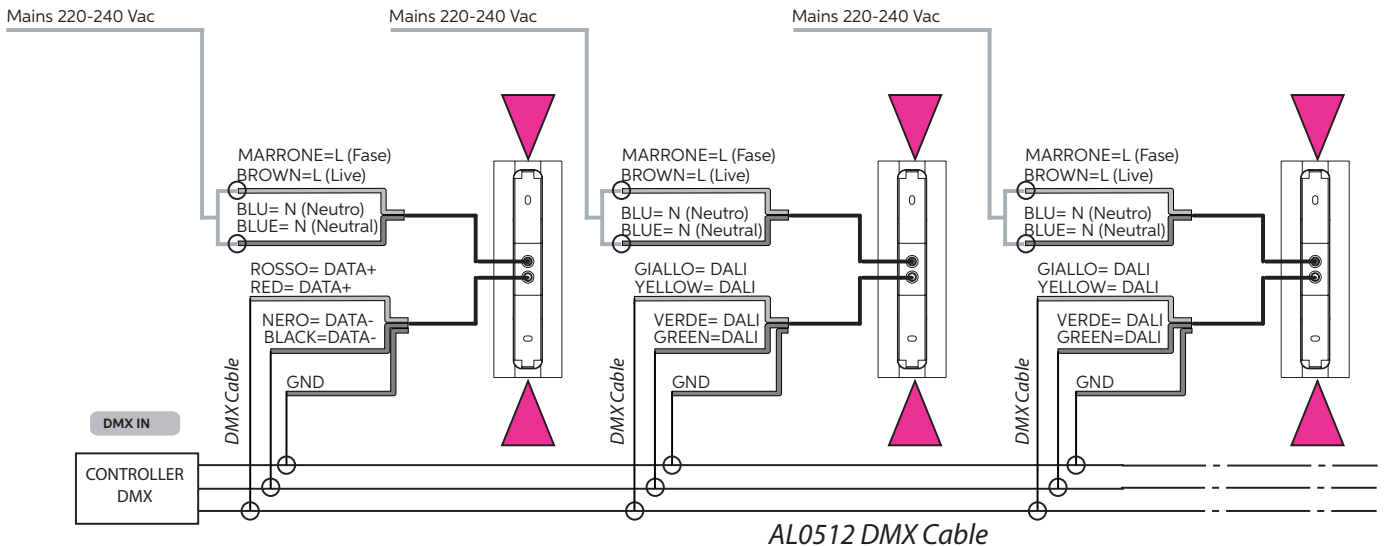 Mains 220-240 Vac
Mains 220-240 Vac
Mains 220-240 Vac
MARRONE=L (Fase)
BROWN=L (Live)
BLU= N (Neutro)
BLUE= N (Neutral)
ROSSO= DATA+
RED= DATA+
NERO= DATA-
BLACK=DATA-
GND
DMX Cable
MARRONE=L (Fase)
BROWN=L (Live)
BLU= N (Neutro)
BLUE= N (Neutral)
GIALLO= DALI
YELLOW= DALI
VERDE= DALI
GREEN=DALI
GND
DMX Cable
MARRONE=L (Fase)
BROWN=L (Live)
BLU= N (Neutro)
BLUE= N (Neutral)
GIALLO= DALI
YELLOW= DALI
VERDE= DALI
GREEN=DALI
GND
DMX Cable
DMX IN
CONTROLLER
DMX
AL0512 DMX Cable